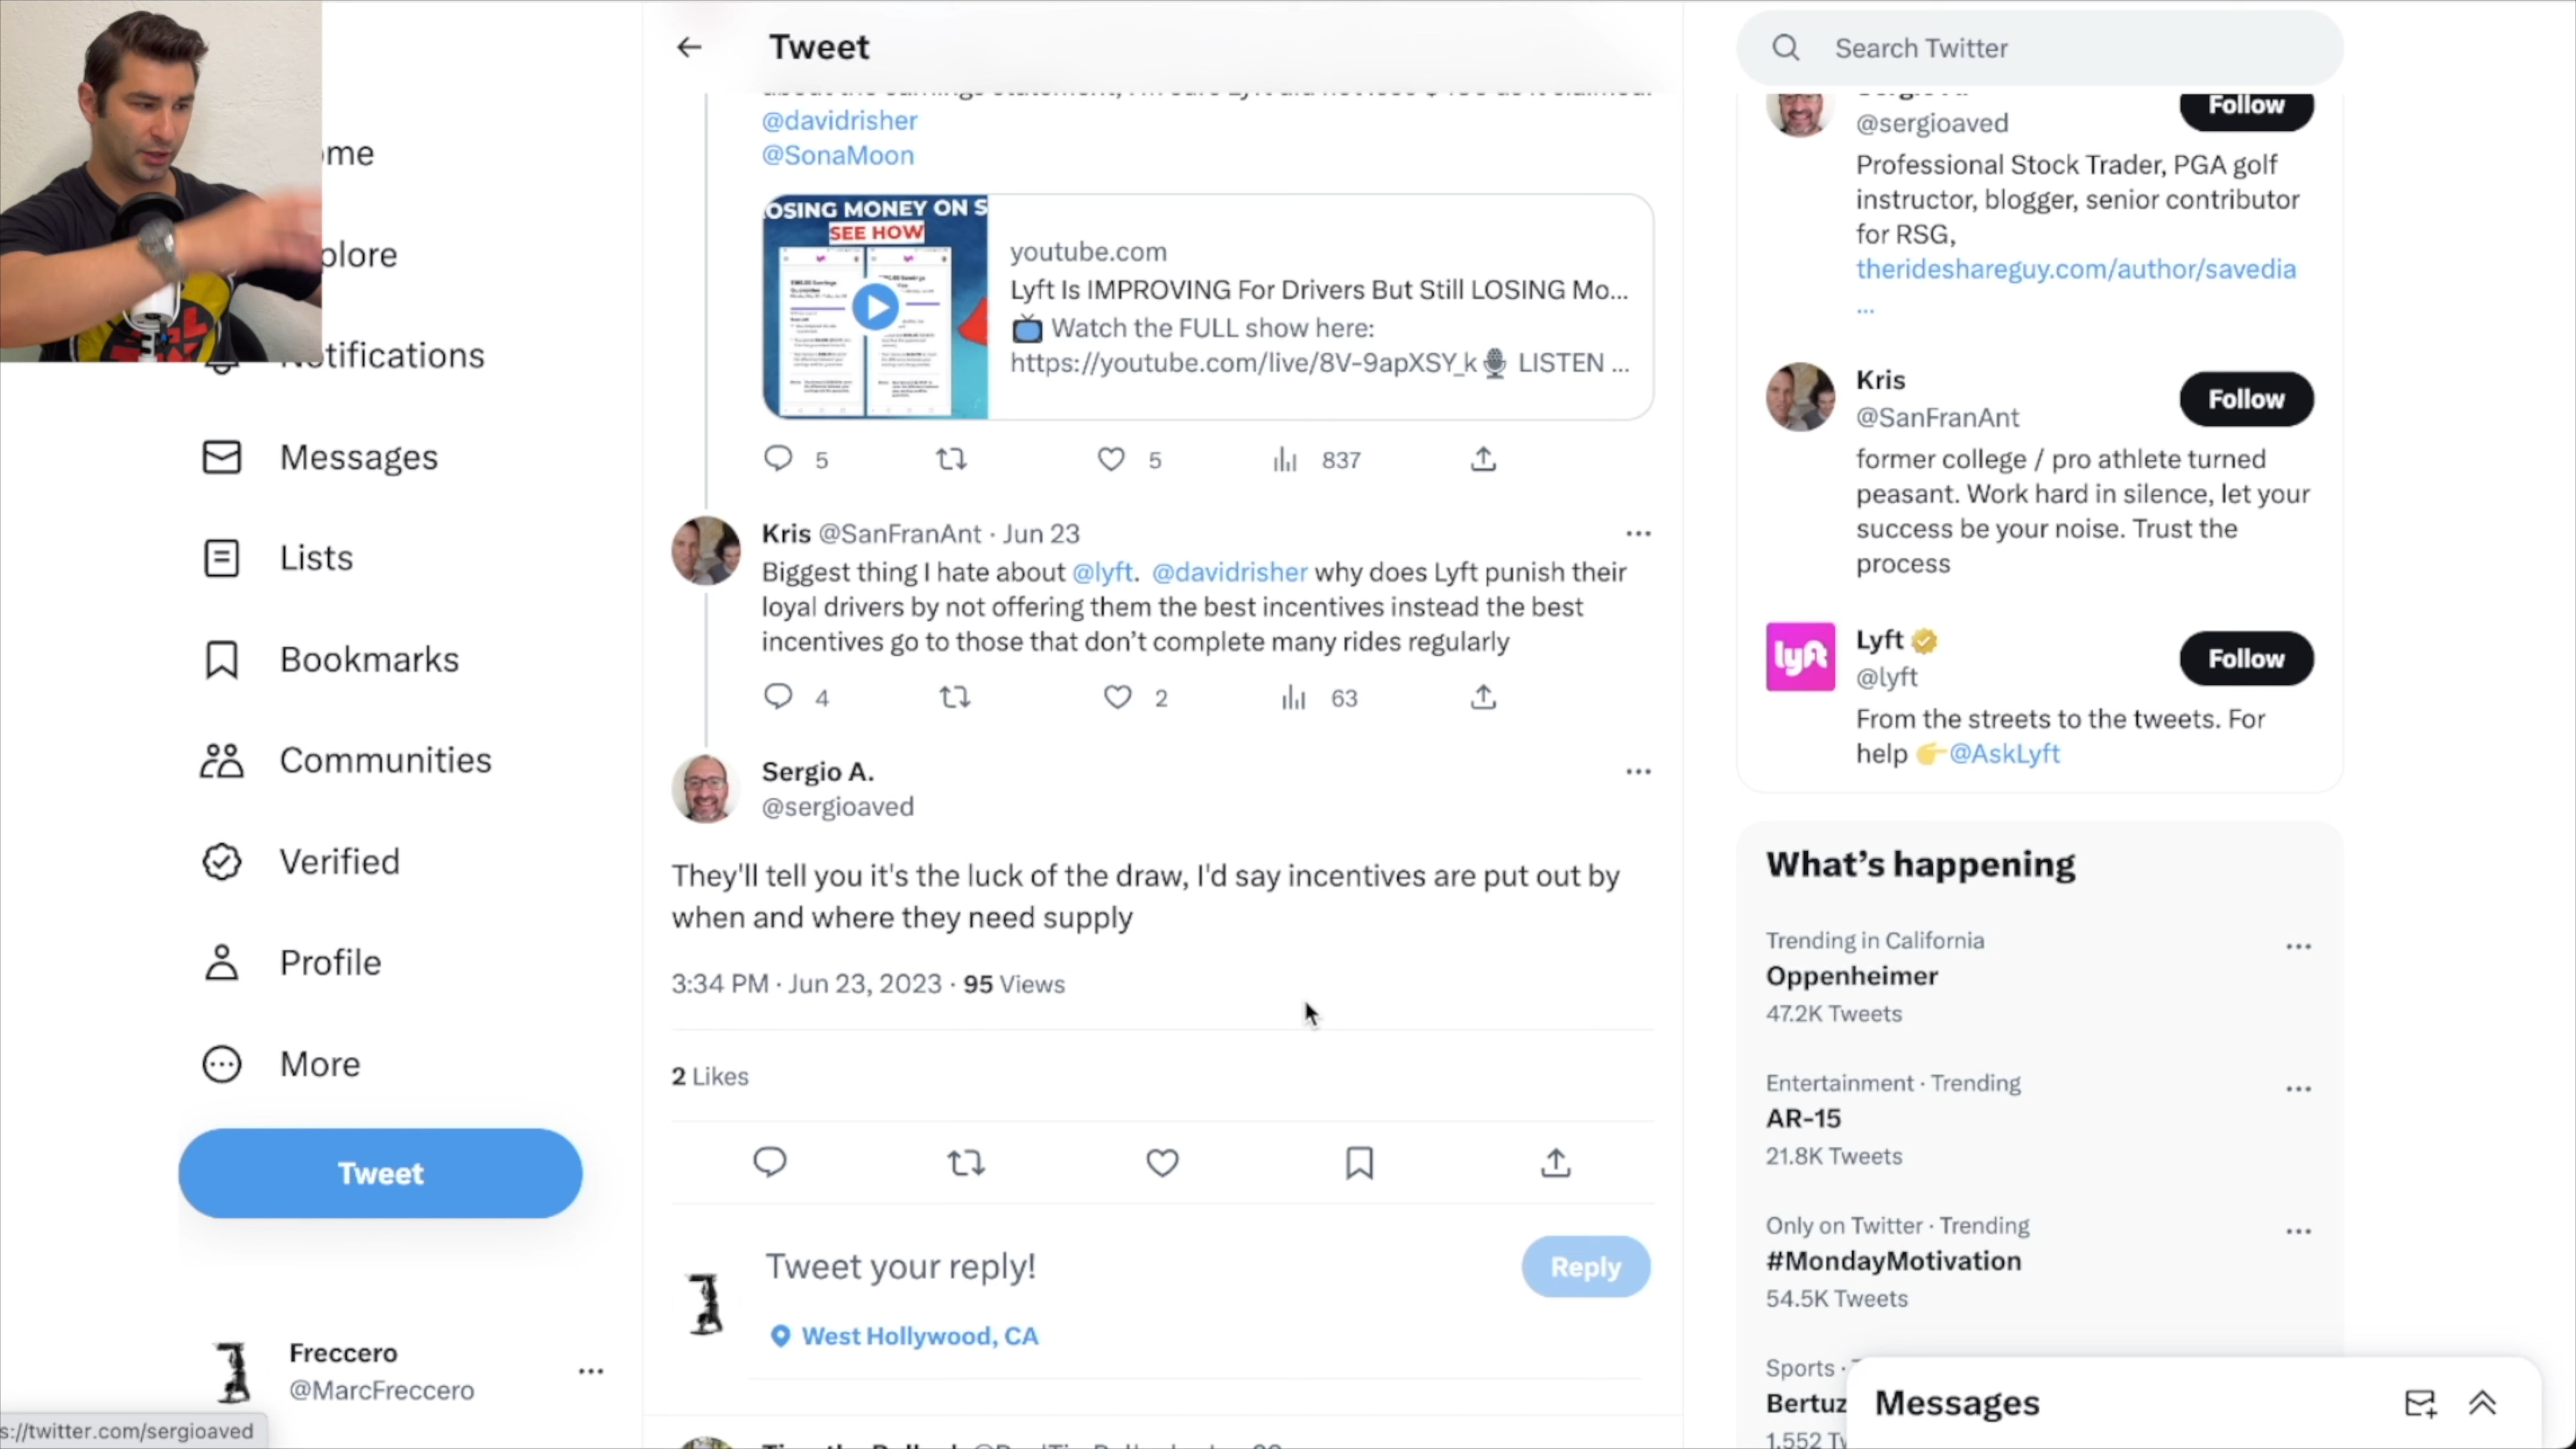 Tweet
@davidrisher
@SonaMoon
OSING MONEY ON S
SEE HOW
youtube.com
Lyft Is IMPROVING For Drivers But Still LOSING Mo...
Watch the FULL show here:
https://youtube.com/live/8V-9apXSY_k LISTEN ...
5 5 837
Kris @SanFranAnt · Jun 23
Biggest thing I hate about @lyft. @davidrisher why does Lyft punish their
loyal drivers by not offering them the best incentives instead the best
incentives go to those that don't complete many rides regularly
4 2 63
Sergio A.
@sergioaved
They'll tell you it's the luck of the draw, I'd say incentives are put out by
when and where they need supply
3:34 PM · Jun 23, 2023 · 95 Views
2 Likes
Tweet your reply!
Reply
West Hollywood, CA
ome
plore
Notifications
Messages
Lists
Bookmarks
Communities
Verified
Profile
More
Tweet
Freccero
@MarcFreccero
s://twitter.com/sergioaved
Search Twitter
@sergioaved
Follow
Professional Stock Trader, PGA golf
instructor, blogger, senior contributor
for RSG,
therideshareguy.com/author/savedia
...
Kris
@SanFranAnt
Follow
former college / pro athlete turned
peasant. Work hard in silence, let your
success be your noise. Trust the
process
lyft
Lyft
@lyft
Follow
From the streets to the tweets. For
help 👉@AskLyft
What's happening
Trending in California
Oppenheimer
47.2K Tweets
Entertainment · Trending
AR-15
21.8K Tweets
Only on Twitter · Trending
#MondayMotivation
54.5K Tweets
Sports ·
Bertuz
1,552 Tw
Messages